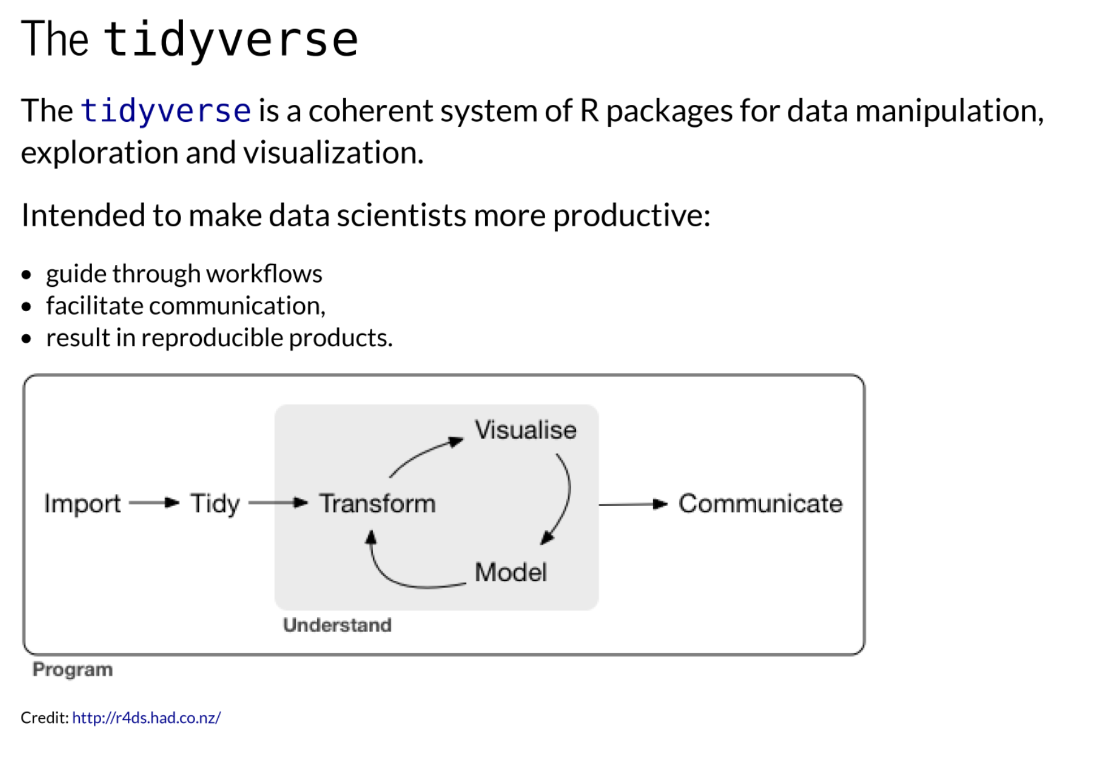 The tidyverse
The tidyverse is a coherent system of R packages for data manipulation,
exploration and visualization.
Intended to make data scientists more productive:
• guide through workflows
• facilitate communication,
• result in reproducible products.
Visualise
Import Tidy Transform Communicate
Model
Understand
Program
Credit: http://r4ds.had.co.nz/